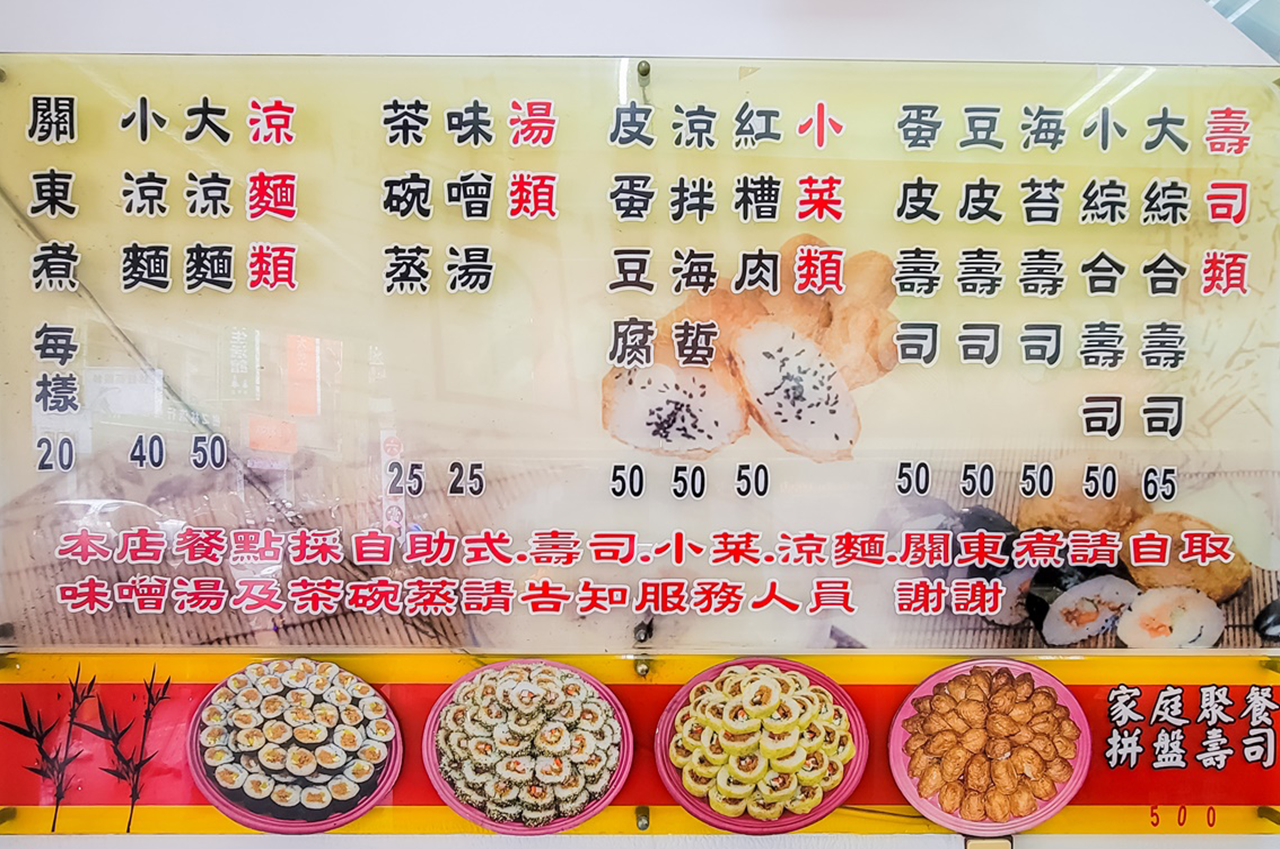 壽司類
大綜合壽司 65
小綜合壽司 50
海苔壽司 50
豆皮壽司 50
蛋皮壽司 50
小菜類
紅糟肉 50
涼拌海蜇 50
皮蛋豆腐 50
湯類
味噌湯 25
茶碗蒸 25
涼麵類
大涼麵 50
小涼麵 40
關東煮 每樣 20
本店餐點採自助式.壽司.小菜.涼麵.關東煮請自取
味噌湯及茶碗蒸請告知服務人員 謝謝
家庭聚餐
拼盤壽司
500